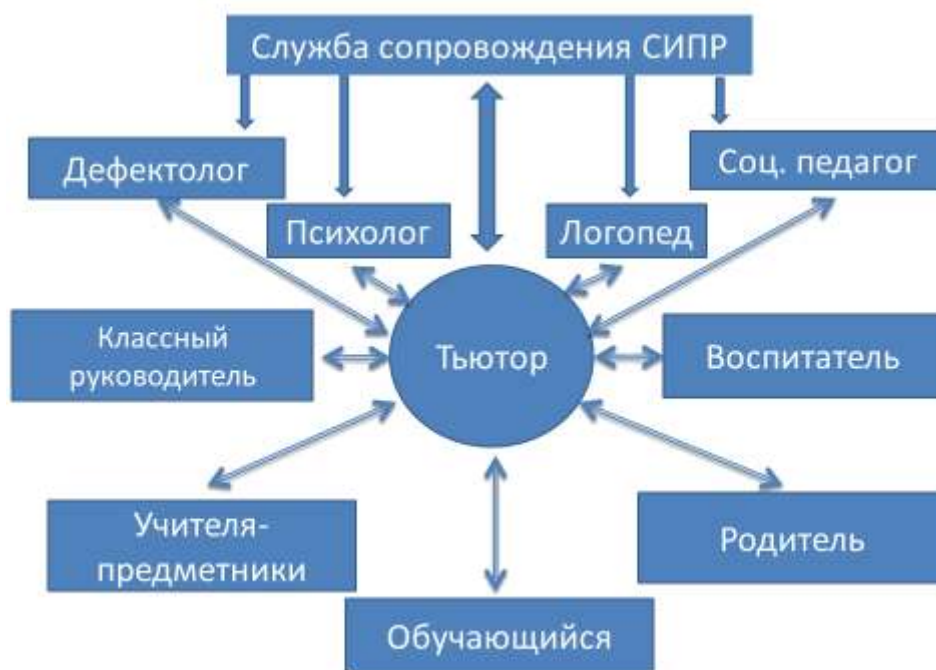 Служба сопровождения СИПР
Дефектолог
Соц. педагог
Психолог
Логопед
Классный
руководитель
Тьютор
Воспитатель
Учителя-
предметники
Родитель
Обучающийся